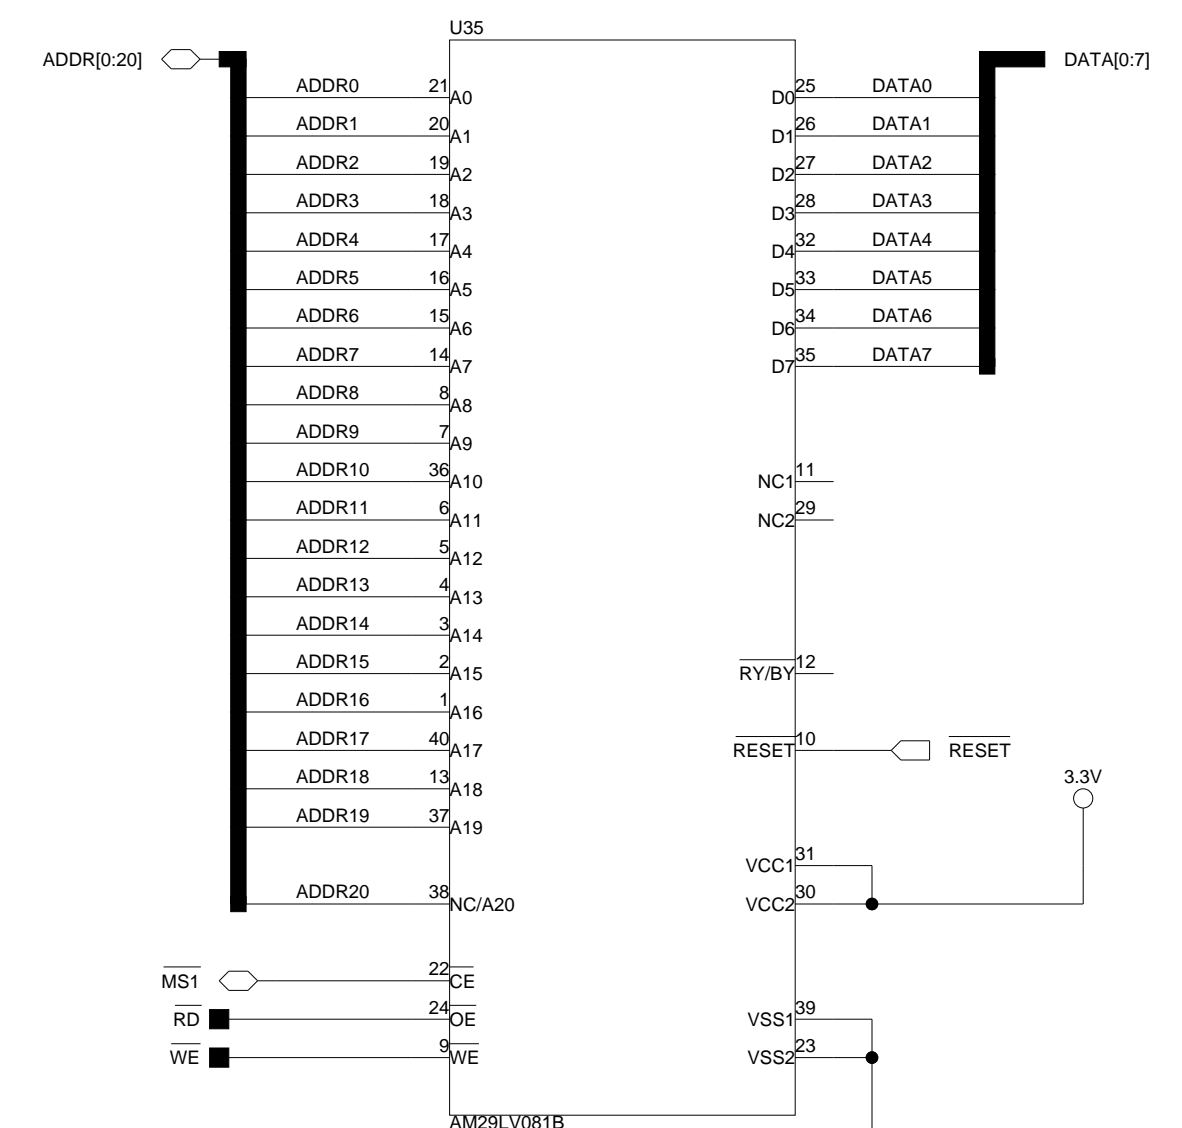 U35
ADDR[0:20] DATA[0:7]
ADDR0 21 A0 D0 25 DATA0
ADDR1 20 A1 D1 26 DATA1
ADDR2 19 A2 D2 27 DATA2
ADDR3 18 A3 D3 28 DATA3
ADDR4 17 A4 D4 32 DATA4
ADDR5 16 A5 D5 33 DATA5
ADDR6 15 A6 D6 34 DATA6
ADDR7 14 A7 D7 35 DATA7
ADDR8 8 A8
ADDR9 7 A9
ADDR10 36 A10 NC1 11
ADDR11 6 A11 NC2 29
ADDR12 5 A12
ADDR13 4 A13
ADDR14 3 A14
ADDR15 2 A15 RY/BY 12
ADDR16 1 A16
ADDR17 40 A17 RESET 10 RESET
ADDR18 13 A18 3.3V
ADDR19 37 A19
VCC1 31
ADDR20 38 NC/A20 VCC2 30
MS1 22 CE
RD 24 OE VSS1 39
WE 9 WE VSS2 23
AM29LV081B